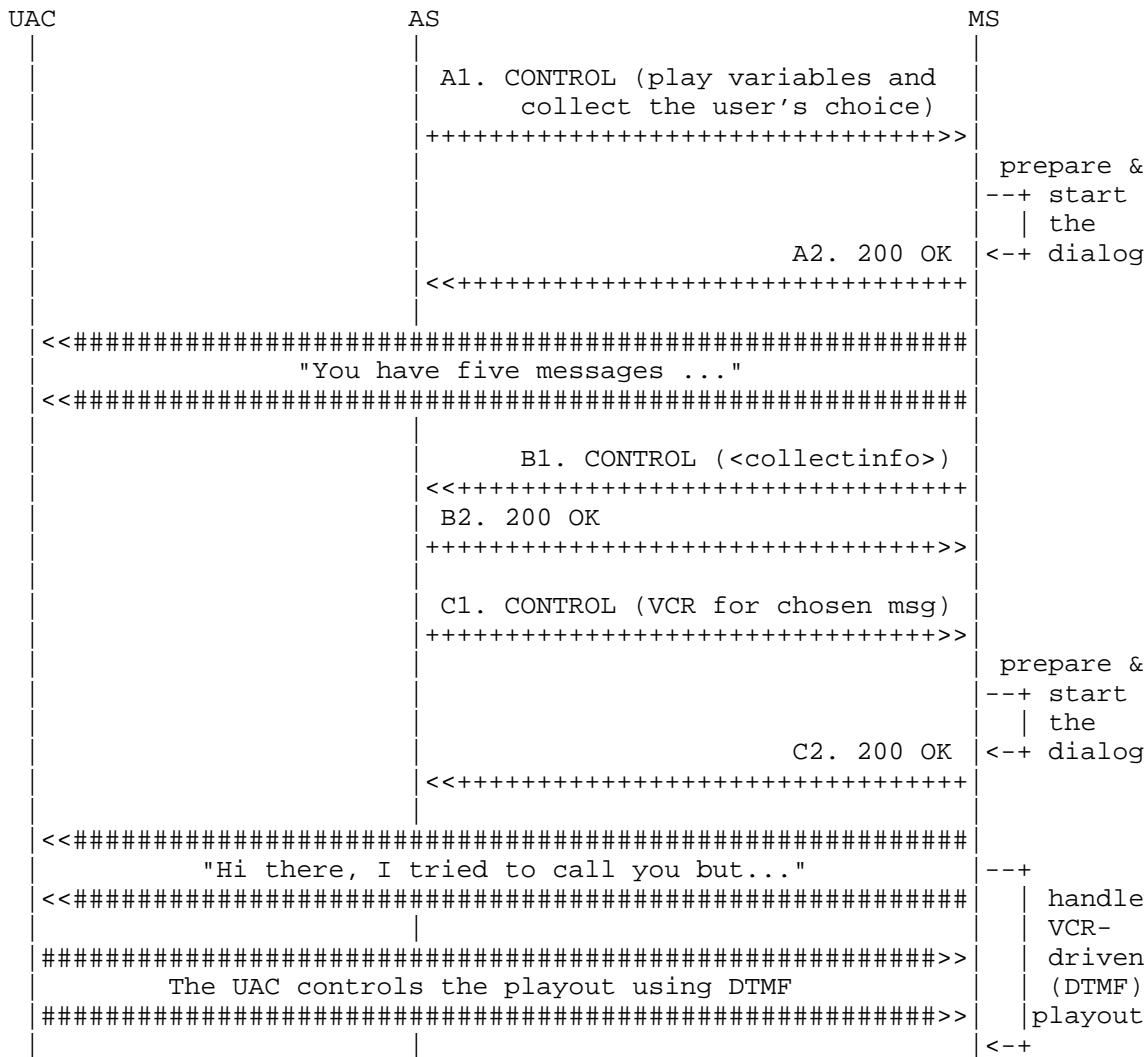 UAC AS MS
A1. CONTROL (play variables and
collect the user's choice)
++++++++++++++++++++++++++++++++>>
prepare &
--+ start
| the
A2. 200 OK <-+ dialog
<<++++++++++++++++++++++++++++++++
<<########################################################
"You have five messages ..."
<<########################################################
B1. CONTROL (<collectinfo>)
<<++++++++++++++++++++++++++++++++
B2. 200 OK
++++++++++++++++++++++++++++++++>>
C1. CONTROL (VCR for chosen msg)
++++++++++++++++++++++++++++++++>>
prepare &
--+ start
| the
C2. 200 OK <-+ dialog
<<++++++++++++++++++++++++++++++++
<<########################################################
"Hi there, I tried to call you but..." --+
<<######################################################## | handle
| VCR-
########################################################>> | driven
The UAC controls the playout using DTMF | (DTMF)
########################################################>> |playout
<-+